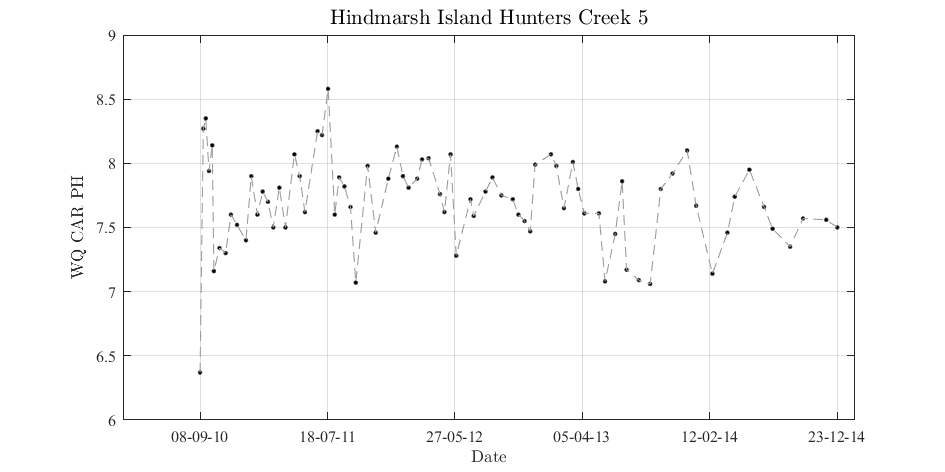 Hindmarsh Island Hunters Creek 5
9
8.5
8
7.5
7
6.5
6
WQ CAR PH
08-09-10 18-07-11 27-05-12 05-04-13 12-02-14 23-12-14
Date